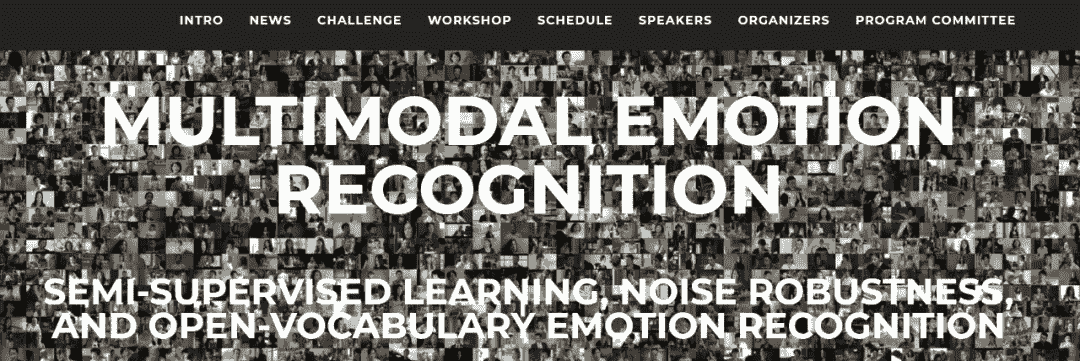 INTRO NEWS CHALLENGE WORKSHOP SCHEDULE SPEAKERS ORGANIZERS PROGRAM COMMITTEE
MULTIMODAL EMOTION
RECOGNITION
SEMI-SUPERVISED LEARNING, NOISE ROBUSTNESS,
AND OPEN-VOCABULARY EMOTION RECOGNITION